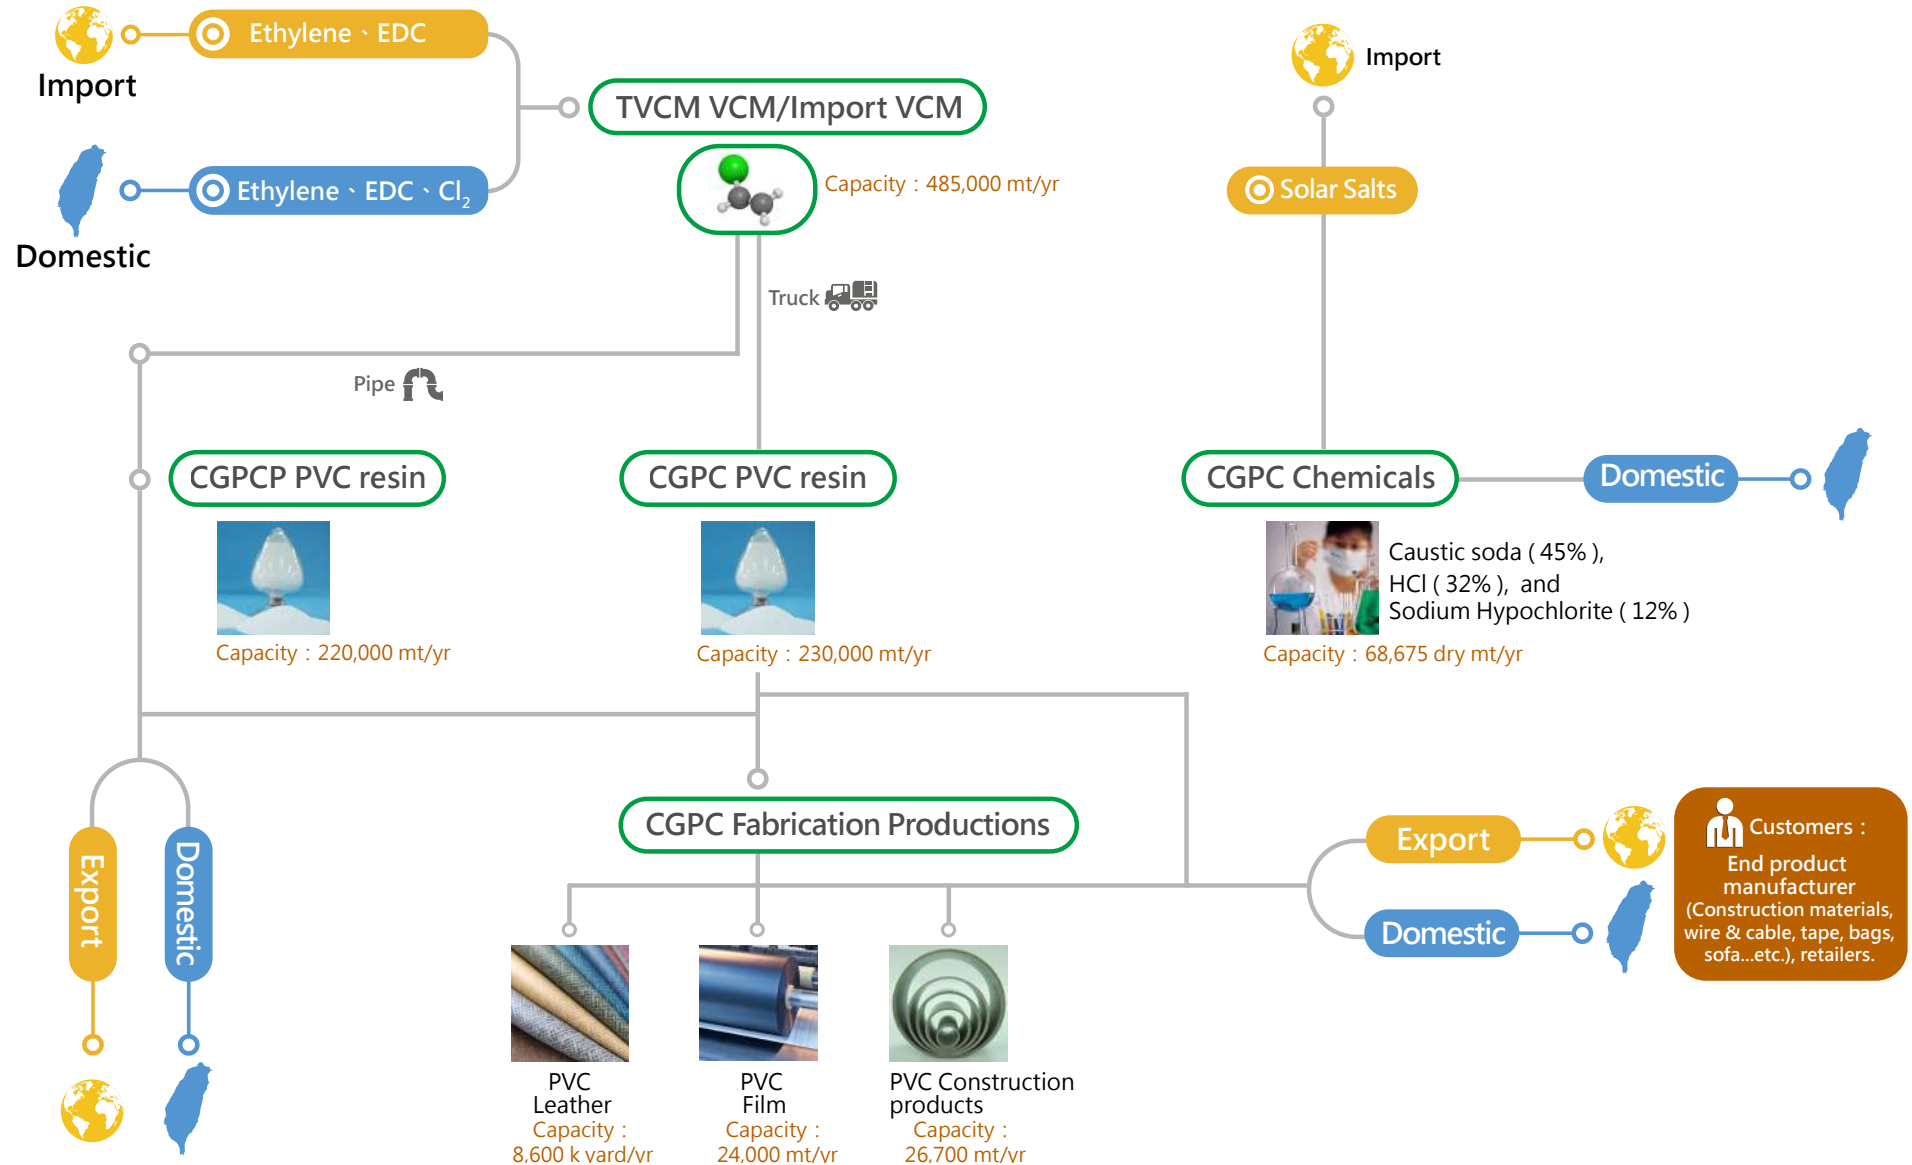 Ethylene、EDC
Import
Ethylene、EDC、Cl₂
Domestic
TVCM VCM/Import VCM
Capacity：485,000 mt/yr
Truck
Pipe
Import
Solar Salts
CGPCP PVC resin
Capacity：220,000 mt/yr
CGPC PVC resin
Capacity：230,000 mt/yr
CGPC Chemicals
Domestic
Caustic soda ( 45% ),
HCl ( 32% ), and
Sodium Hypochlorite ( 12% )
Capacity：68,675 dry mt/yr
Export
Domestic
CGPC Fabrication Productions
PVC
Leather
Capacity：
8,600 k yard/yr
PVC
Film
Capacity：
24,000 mt/yr
PVC Construction
products
Capacity：
26,700 mt/yr
Export
Domestic
Customers：
End product
manufacturer
(Construction materials,
wire & cable, tape, bags,
sofa...etc.), retailers.